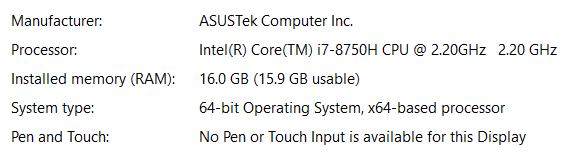 Manufacturer: ASUSTek Computer Inc.
Processor: Intel(R) Core(TM) i7-8750H CPU @ 2.20GHz 2.20 GHz
Installed memory (RAM): 16.0 GB (15.9 GB usable)
System type: 64-bit Operating System, x64-based processor
Pen and Touch: No Pen or Touch Input is available for this Display